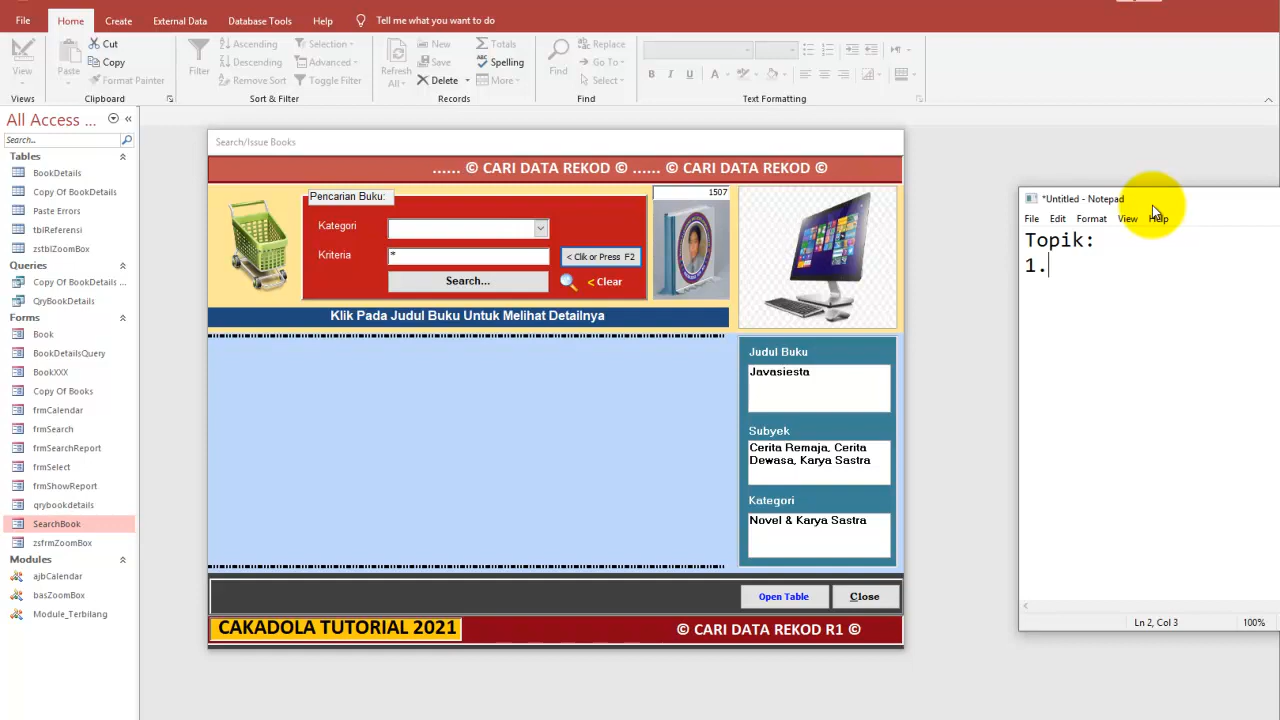 File Home Create External Data Database Tools Help Tell me what you want to do
View
Views
Paste
Cut
Copy
Format Painter
Clipboard
Filter
Ascending
Descending
Remove Sort
Selection
Advanced
Toggle Filter
Sort & Filter
Refresh
All
New
Save
Delete
Totals
Spelling
More
Records
Find
Replace
Go To
Select
Find
B I U A
Text Formatting
All Access ...
Search...
Tables
BookDetails
Copy Of BookDetails
Paste Errors
tblReferensi
zstblZoomBox
Queries
Copy Of BookDetails ...
QryBookDetails
Forms
Book
BookDetailsQuery
BookXXX
Copy Of Books
frmCalendar
frmSearch
frmSearchReport
frmSelect
frmShowReport
qrybookdetails
SearchBook
zsfrmZoomBox
Modules
ajbCalendar
basZoomBox
Module_Terbilang
Search/Issue Books
...... © CARI DATA REKOD © ...... © CARI DATA REKOD ©
Pencarian Buku:
1507
Kategori
Kriteria * < Clik or Press F2
Search... < Clear
Klik Pada Judul Buku Untuk Melihat Detailnya
Judul Buku
Javasiesta
Subyek
Cerita Remaja, Cerita
Dewasa, Karya Sastra
Kategori
Novel & Karya Sastra
Open Table Close
CAKADOLA TUTORIAL 2021 © CARI DATA REKOD R1 ©
*Untitled - Notepad
File Edit Format View Help
Topik:
1.
Ln 2, Col 3 100%